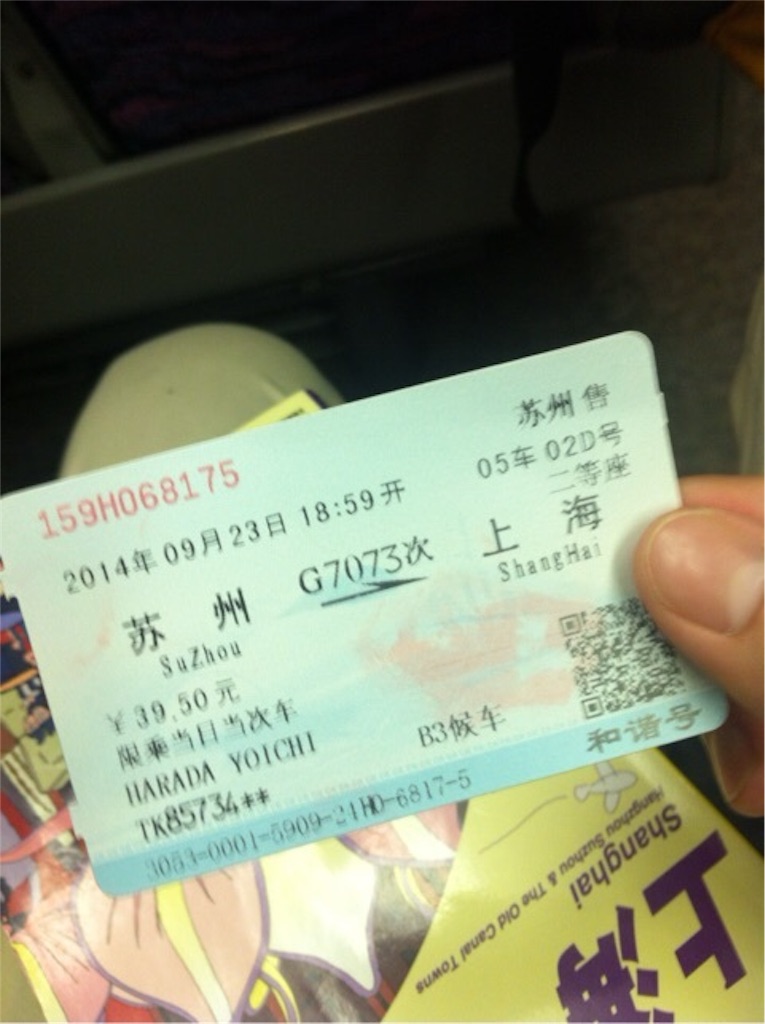 159H068175
苏州 售
2014年 09月 23日 18:59开
05车 02D号
二等座
苏 州
G7073次
上 海
SuZhou
ShangHai
￥39.50 元
限乘当日当次车
B3候车
HARADA YOICHI
TK85734**
和谐号
3053-0001-5909-21H0-6817-5
上海
Shanghai
Hangzhou Suzhou & The Old Canal Towns